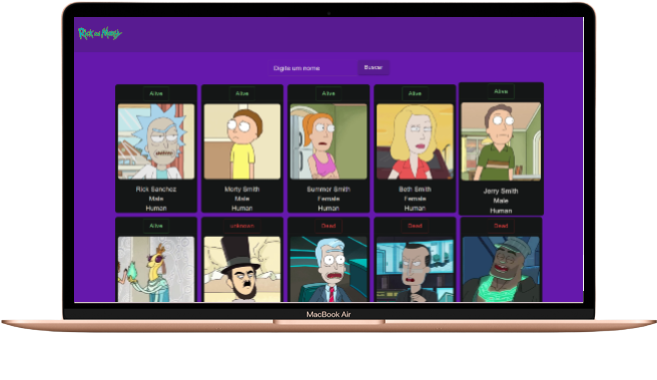 Rick and Morty
Digite um nome
Buscar
Alive
Alive
Alive
Alive
Alive
Rick Sanchez
Male
Human
Morty Smith
Male
Human
Summer Smith
Female
Human
Beth Smith
Female
Human
Jerry Smith
Male
Human
Alive
unknown
Dead
Dead
Dead
MacBook Air